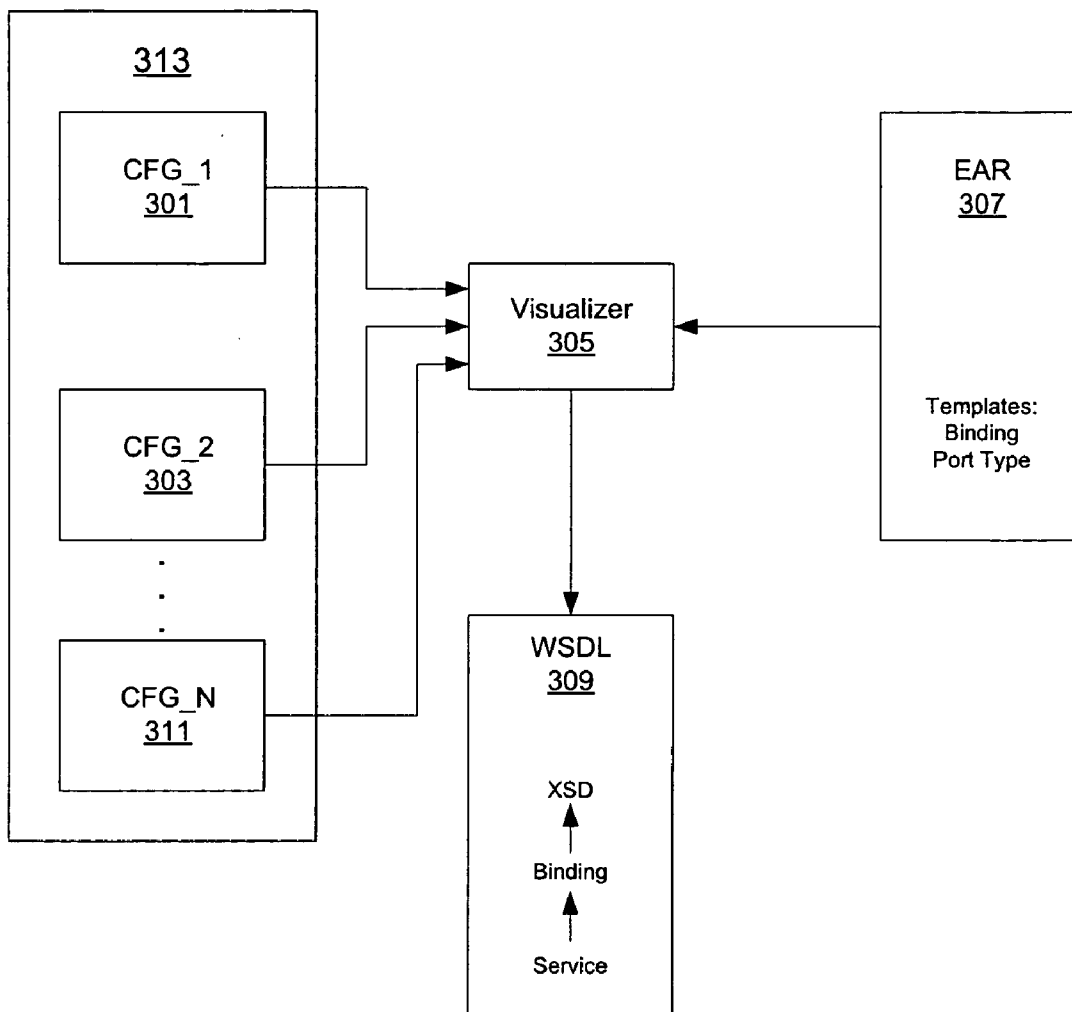 313
CFG_1
301
CFG_2
303
CFG_N
311
Visualizer
305
EAR
307
Templates:
Binding
Port Type
WSDL
309
XSD
Binding
Service